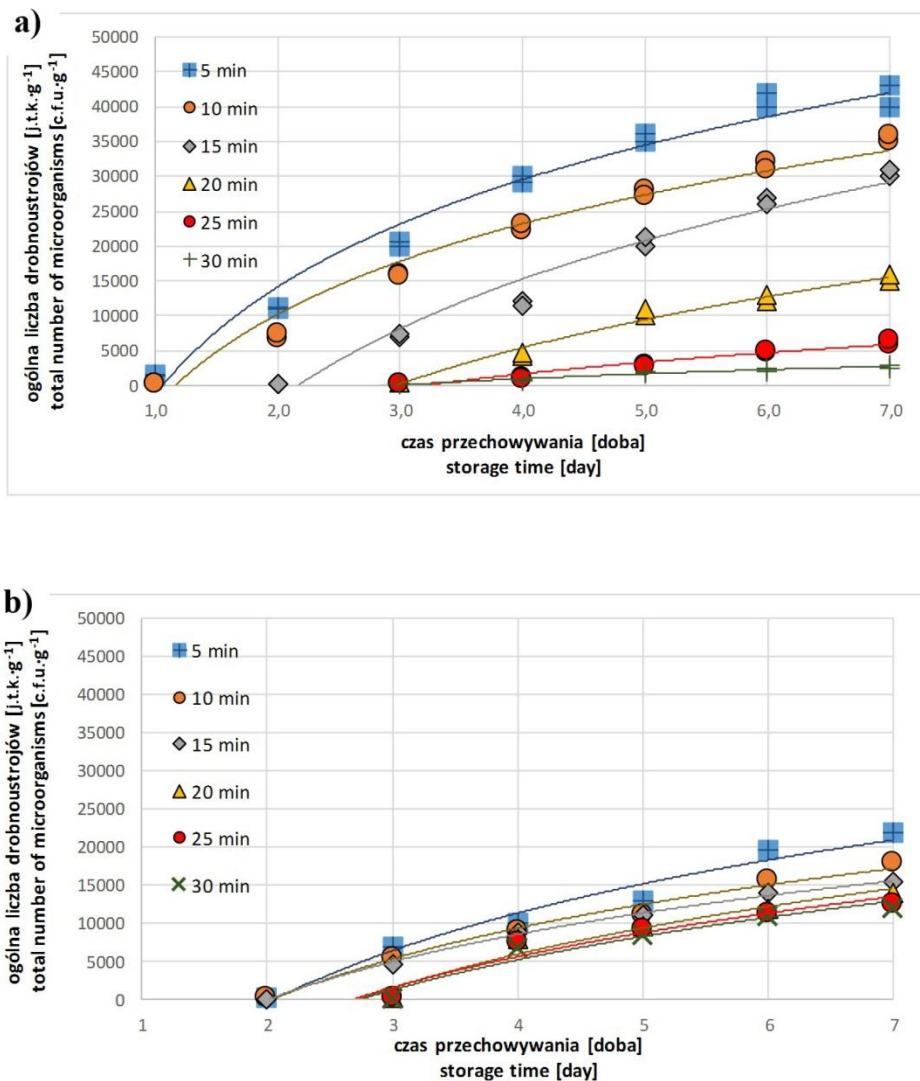 a)
ogólna liczba drobnoustrojów [j.t.k.·g⁻¹]
total number of microorganisms [c.f.u.·g⁻¹]
50000
45000
40000
35000
30000
25000
20000
15000
10000
5000
0
5 min
10 min
15 min
20 min
25 min
30 min
1,0 2,0 3,0 4,0 5,0 6,0 7,0
czas przechowywania [doba]
storage time [day]
b)
ogólna liczba drobnoustrojów [j.t.k.·g⁻¹]
total number of microorganisms [c.f.u.·g⁻¹]
50000
45000
40000
35000
30000
25000
20000
15000
10000
5000
0
5 min
10 min
15 min
20 min
25 min
30 min
1 2 3 4 5 6 7
czas przechowywania [doba]
storage time [day]